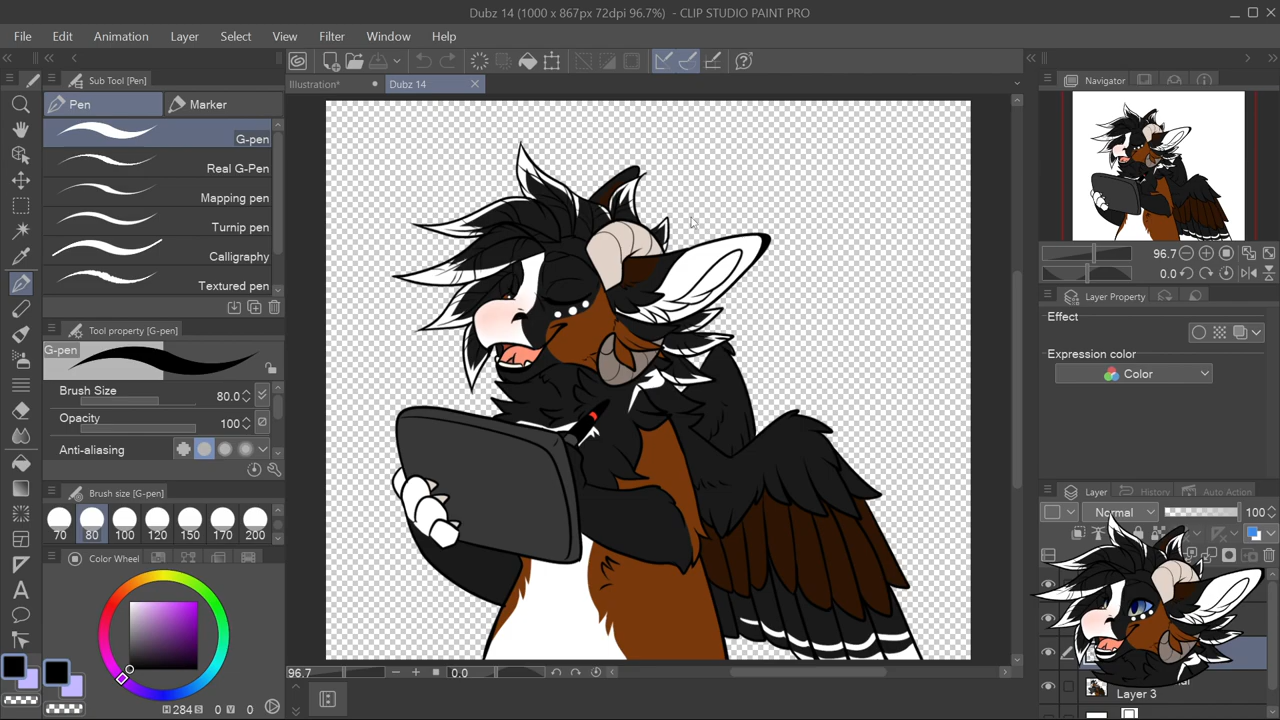 Dubz 14 (1000 x 867px 72dpi 96.7%) - CLIP STUDIO PAINT PRO
File Edit Animation Layer Select View Filter Window Help
Illustration* Dubz 14
Sub Tool [Pen]
Pen Marker
G-pen
Real G-Pen
Mapping pen
Turnip pen
Calligraphy
Textured pen
Tool property [G-pen]
G-pen
Brush Size 80.0
Opacity 100
Anti-aliasing
Brush size [G-pen]
70 80 100 120 150 170 200
Color Wheel
H 284 S 0 V 0
96.7 0.0
Navigator
96.7
0.0
Layer Property
Effect
Expression color
Color
Layer History Auto Action
Normal 100
Layer 3